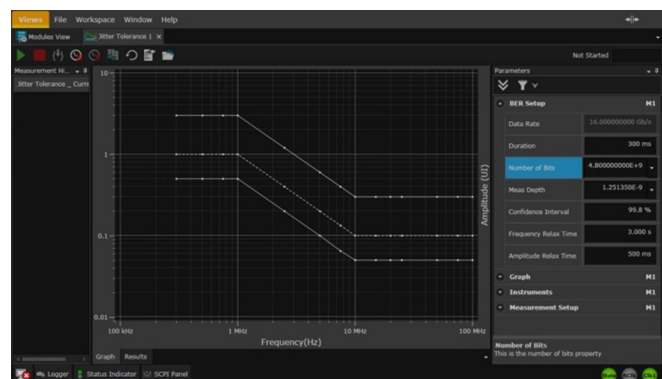 Views File Workspace Window Help
Modules View Jitter Tolerance 1 ×
Not Started
Measurement Hi...
Jitter Tolerance _ Curre
10
1
0.1
0.01
100 kHz 1 MHz 10 MHz 100 MHz
Frequency(Hz)
Amplitude (UI)
Graph Results
Parameters
BER Setup M1
Data Rate 16.000000000 Gb/s
Duration 300 ms
Number of Bits 4.800000000E+9
Meas Depth 1.251350E-9
Confidence Interval 99.8 %
Frequency Relax Time 3.000 s
Amplitude Relax Time 500 ms
Graph M1
Instruments M1
Measurement Setup M1
Number of Bits
This is the number of bits property
Logger Status Indicator SCPI Panel